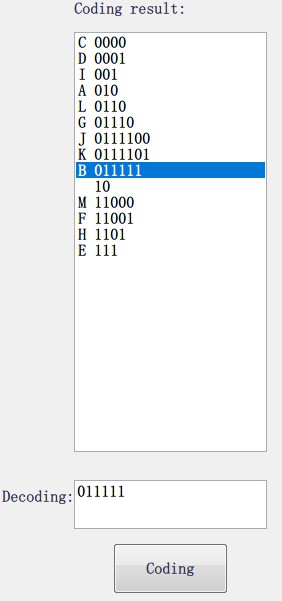 Coding result:
C 0000
D 0001
I 001
A 010
L 0110
G 01110
J 0111100
K 0111101
B 011111
  10
M 11000
F 11001
H 1101
E 111
Decoding: 011111
Coding